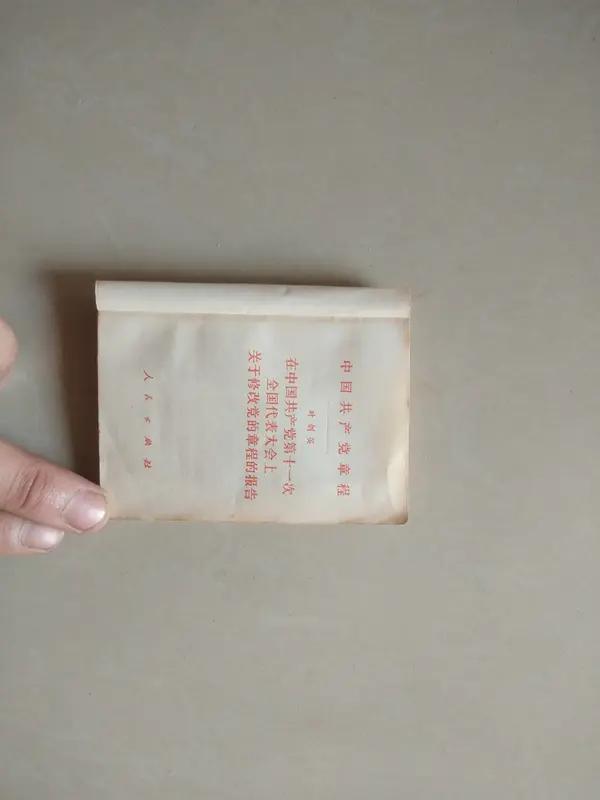 中国共产党章程
叶剑英
在中国共产党第十一次
全国代表大会上
关于修改党的章程的报告
人民出版社